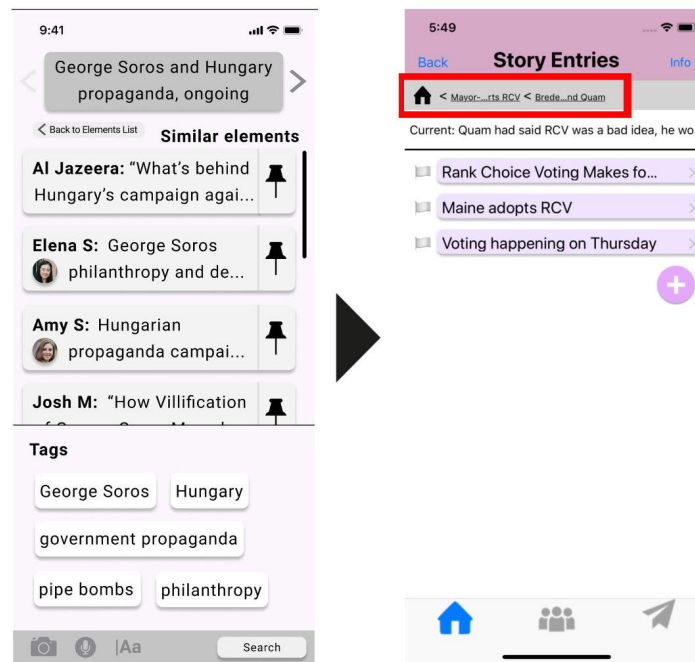 9:41
George Soros and Hungary
propaganda, ongoing
< Back to Elements List
Similar elements
Al Jazeera: “What's behind
Hungary's campaign agai...
Elena S: George Soros
philanthropy and de...
Amy S: Hungarian
propaganda campai...
Josh M: “How Villification
Tags
George Soros
Hungary
government propaganda
pipe bombs
philanthropy
|Aa
Search
5:49
Back
Story Entries
Info
< Mayor-...rts RCV < Brede...nd Quam
Current: Quam had said RCV was a bad idea, he wo.
Rank Choice Voting Makes fo...
Maine adopts RCV
Voting happening on Thursday